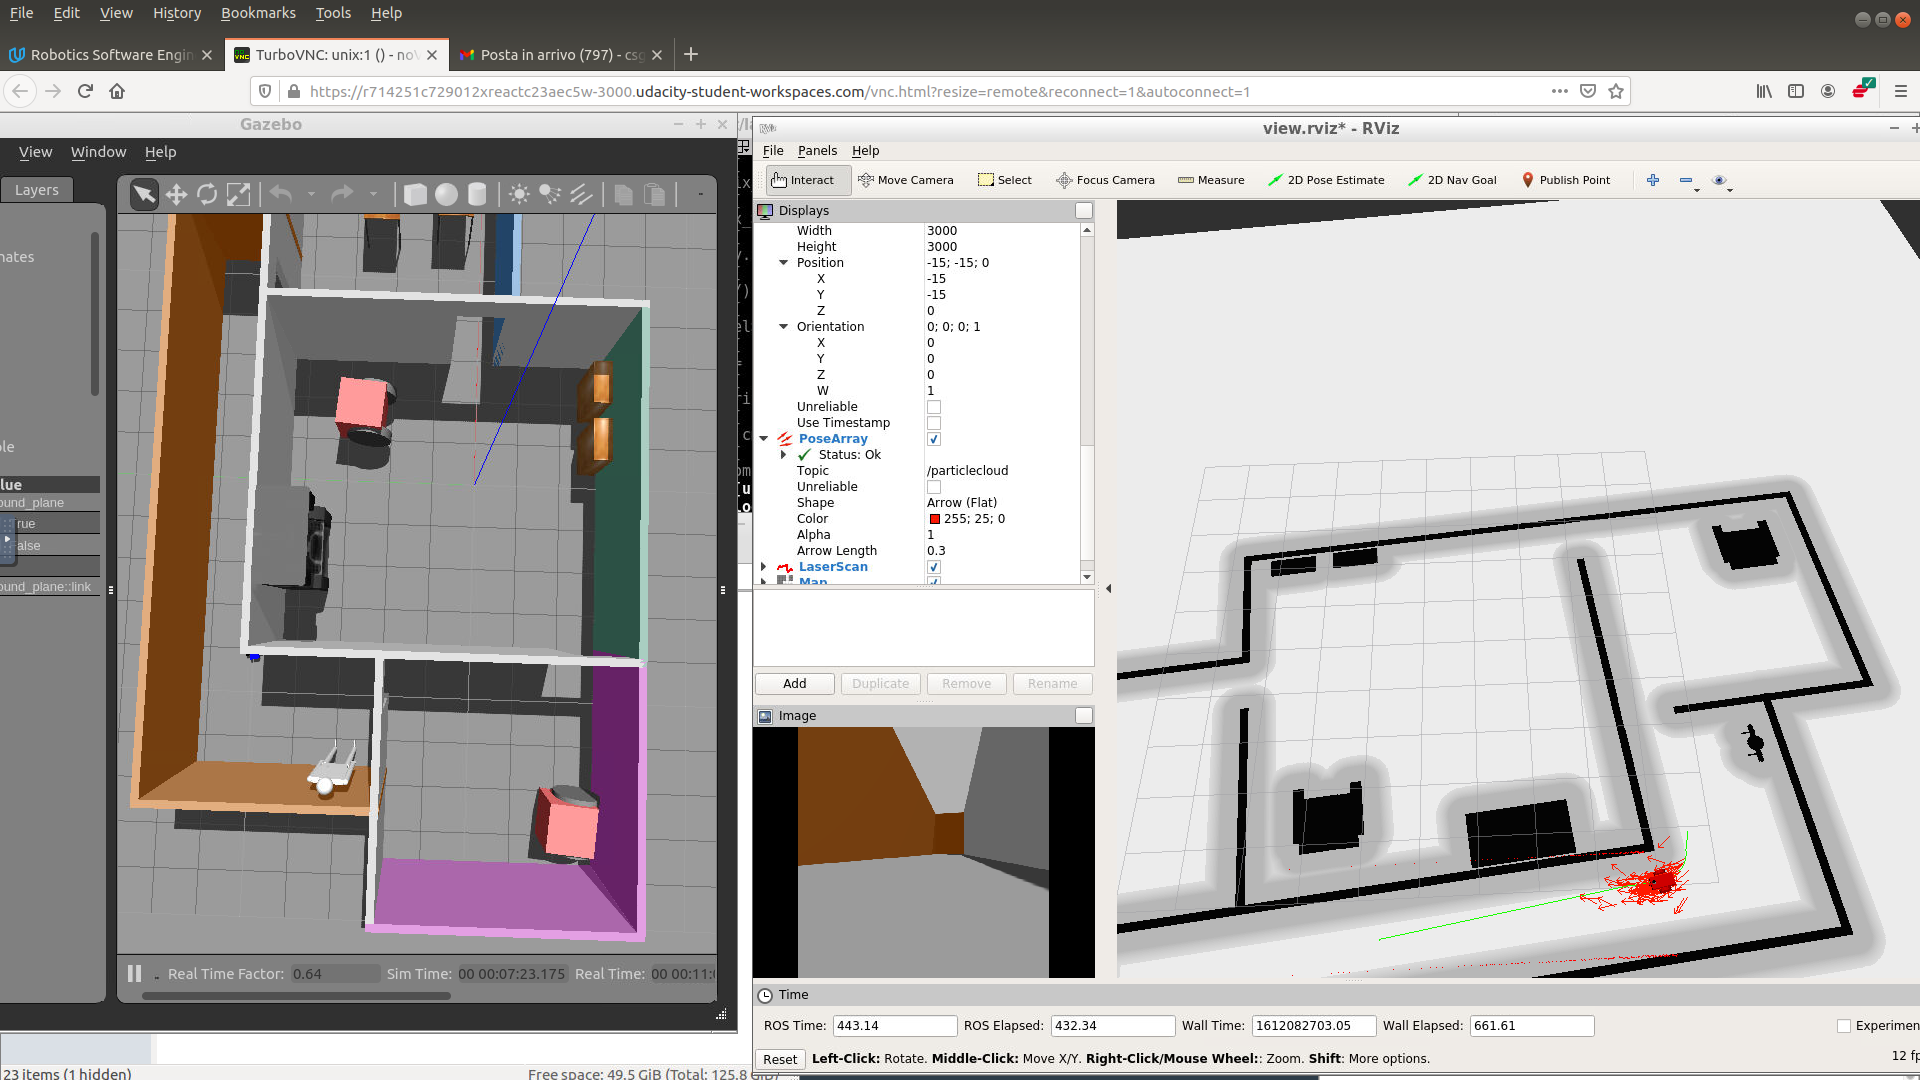 File Edit View History Bookmarks Tools Help
Robotics Software Engin
TurboVNC: unix:1 () - noV
Posta in arrivo (797) - csg
https://r714251c729012xreactc23aec5w-3000.udacity-student-workspaces.com/vnc.html?resize=remote&reconnect=1&autoconnect=1
Gazebo
View Window Help
Layers
nates
ble
lue
ound_plane
rue
alse
ound_plane::link
Real Time Factor: 0.64 Sim Time: 00 00:07:23.175 Real Time: 00 00:11:
view.rviz* - RViz
File Panels Help
Interact Move Camera Select Focus Camera Measure 2D Pose Estimate 2D Nav Goal Publish Point
Displays
Width 3000
Height 3000
Position -15; -15; 0
X -15
Y -15
Z 0
Orientation 0; 0; 0; 1
X 0
Y 0
Z 0
W 1
Unreliable
Use Timestamp
PoseArray
Status: Ok
Topic /particlecloud
Unreliable
Shape Arrow (Flat)
Color 255; 25; 0
Alpha 1
Arrow Length 0.3
LaserScan
Map
Add Duplicate Remove Rename
Image
Time
ROS Time: 443.14 ROS Elapsed: 432.34 Wall Time: 1612082703.05 Wall Elapsed: 661.61 Experimen
Reset Left-Click: Rotate. Middle-Click: Move X/Y. Right-Click/Mouse Wheel:: Zoom. Shift: More options.
12 fp
23 items (1 hidden) Free space: 49.5 GiB (Total: 125.8 GiB)